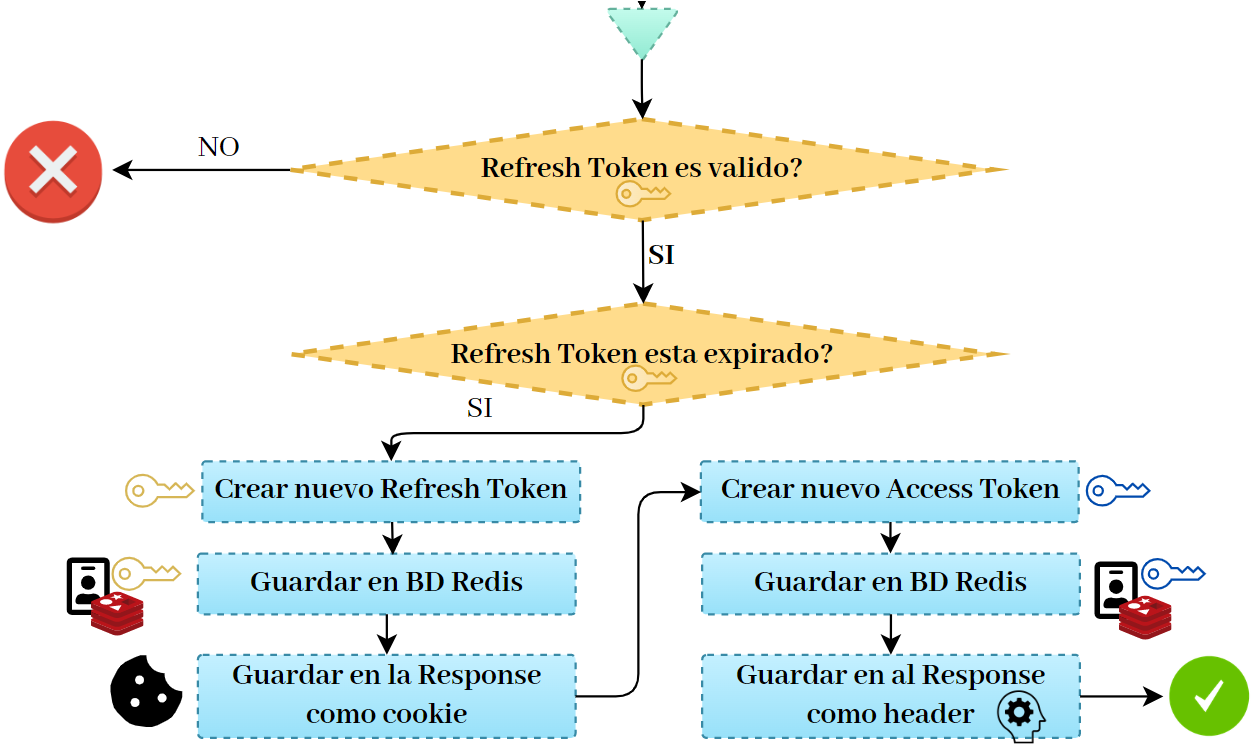 NO
Refresh Token es valido?
SI
Refresh Token esta expirado?
SI
Crear nuevo Refresh Token
Guardar en BD Redis
Guardar en la Response
como cookie
Crear nuevo Access Token
Guardar en BD Redis
Guardar en al Response
como header